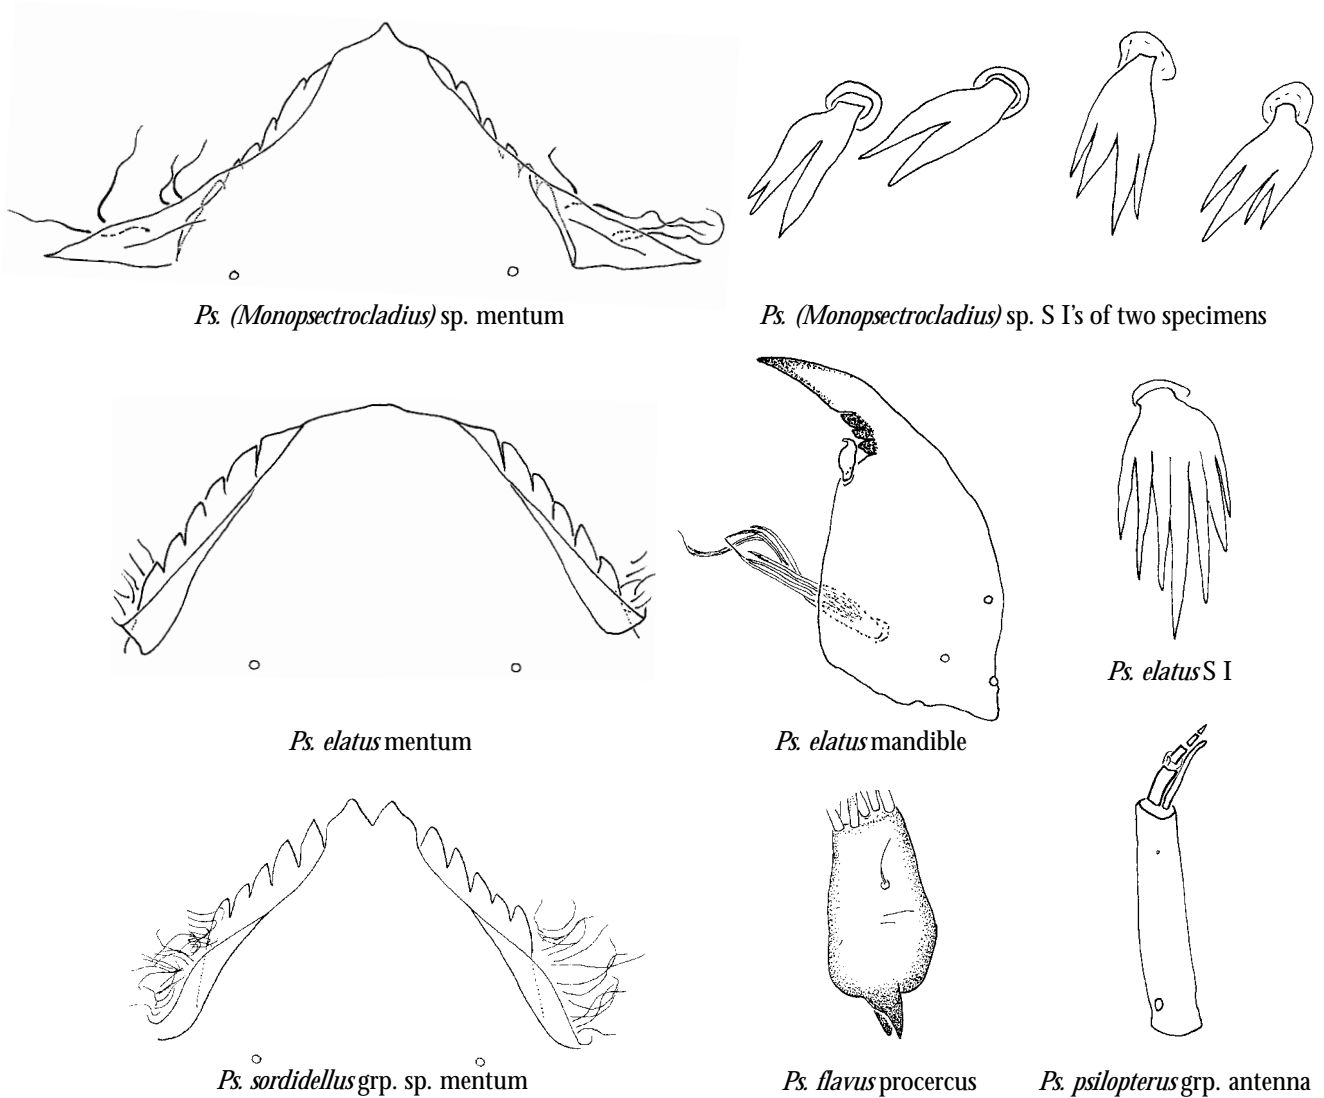 Ps. (Monopsectrocladius) sp. mentum
Ps. (Monopsectrocladius) sp. S I's of two specimens
Ps. elatus S I
Ps. elatus mentum
Ps. elatus mandible
Ps. sordidellus grp. sp. mentum
Ps. flavus procercus
Ps. psilopterus grp. antenna